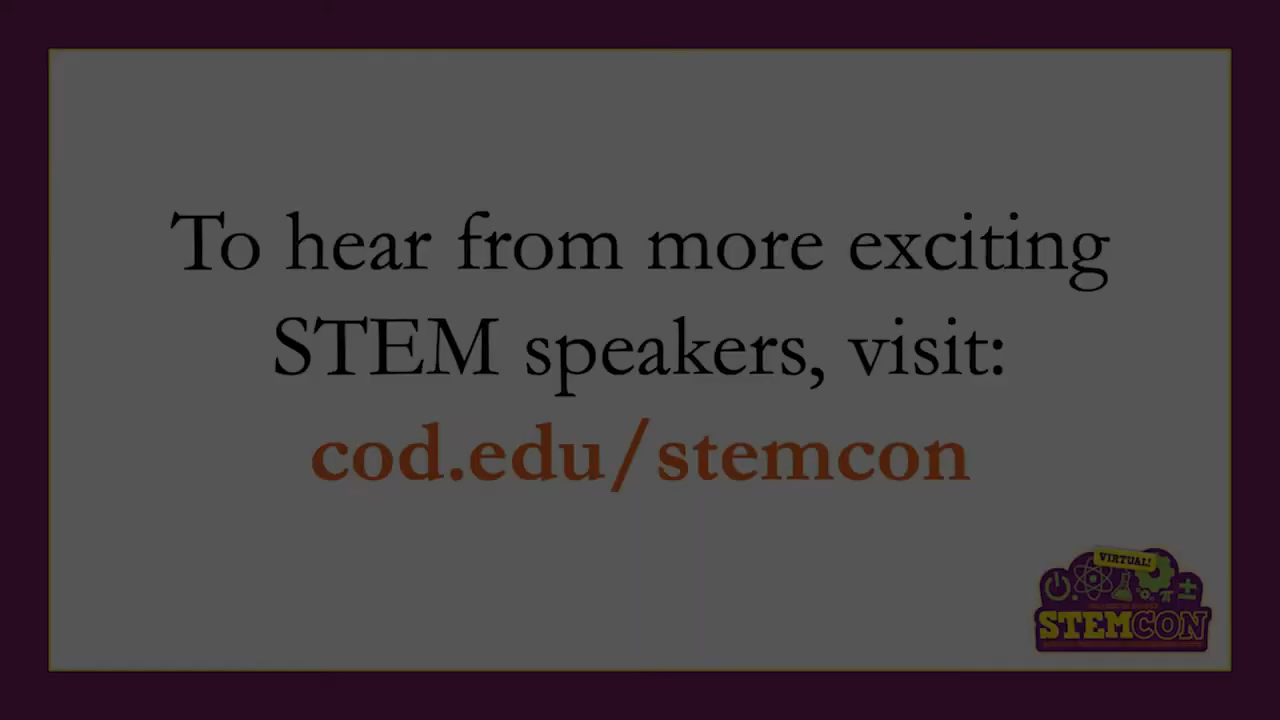 To hear from more exciting
STEM speakers, visit:
cod.edu/stemcon
VIRTUAL!
STEMCON